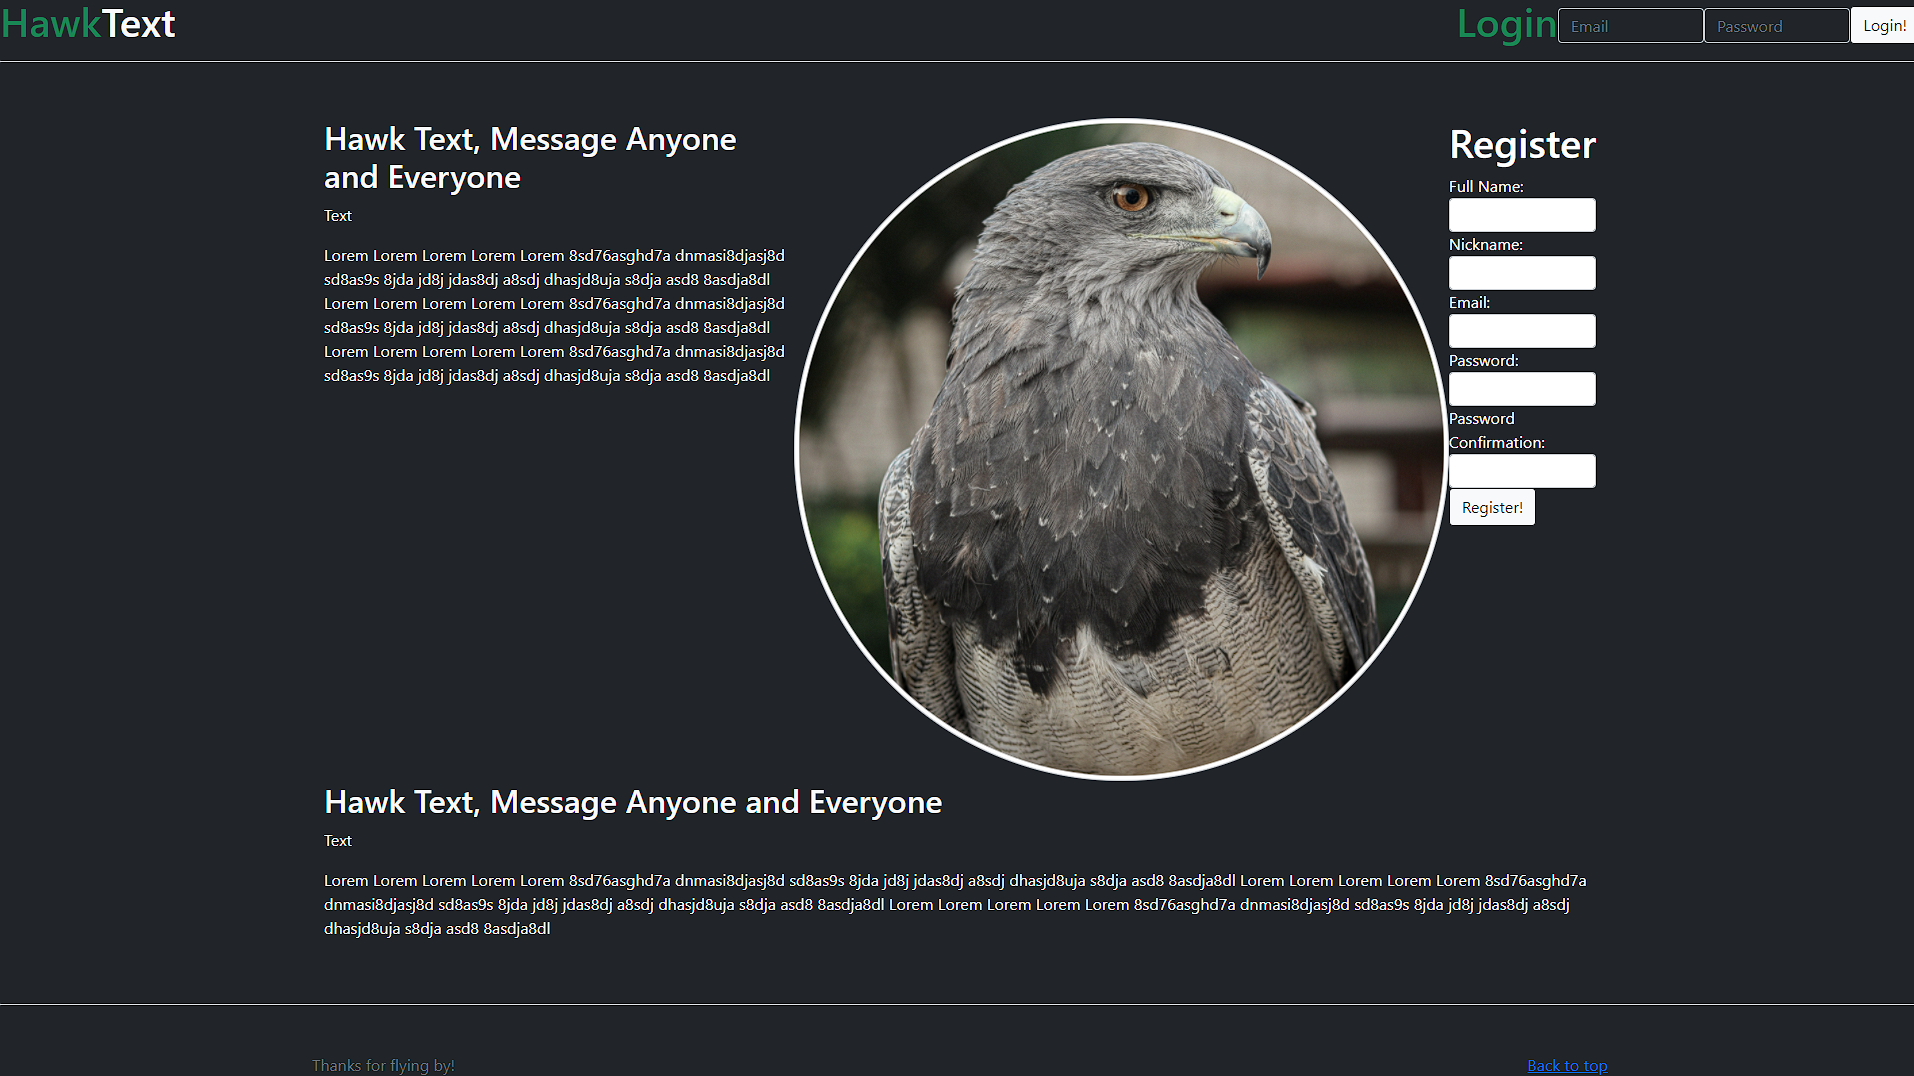 HawkText
Login Email Password Login!
Hawk Text, Message Anyone
and Everyone
Text
Lorem Lorem Lorem Lorem Lorem 8sd76asghd7a dnmasi8djasj8d
sd8as9s 8jda jd8j jdas8dj a8sdj dhasjd8uja s8dja asd8 8asdja8dl
Lorem Lorem Lorem Lorem Lorem 8sd76asghd7a dnmasi8djasj8d
sd8as9s 8jda jd8j jdas8dj a8sdj dhasjd8uja s8dja asd8 8asdja8dl
Lorem Lorem Lorem Lorem Lorem 8sd76asghd7a dnmasi8djasj8d
sd8as9s 8jda jd8j jdas8dj a8sdj dhasjd8uja s8dja asd8 8asdja8dl
Register
Full Name:
Nickname:
Email:
Password:
Password
Confirmation:
Register!
Hawk Text, Message Anyone and Everyone
Text
Lorem Lorem Lorem Lorem Lorem 8sd76asghd7a dnmasi8djasj8d sd8as9s 8jda jd8j jdas8dj a8sdj dhasjd8uja s8dja asd8 8asdja8dl Lorem Lorem Lorem Lorem Lorem 8sd76asghd7a
dnmasi8djasj8d sd8as9s 8jda jd8j jdas8dj a8sdj dhasjd8uja s8dja asd8 8asdja8dl Lorem Lorem Lorem Lorem Lorem 8sd76asghd7a dnmasi8djasj8d sd8as9s 8jda jd8j jdas8dj a8sdj
dhasjd8uja s8dja asd8 8asdja8dl
Thanks for flying by!
Back to top